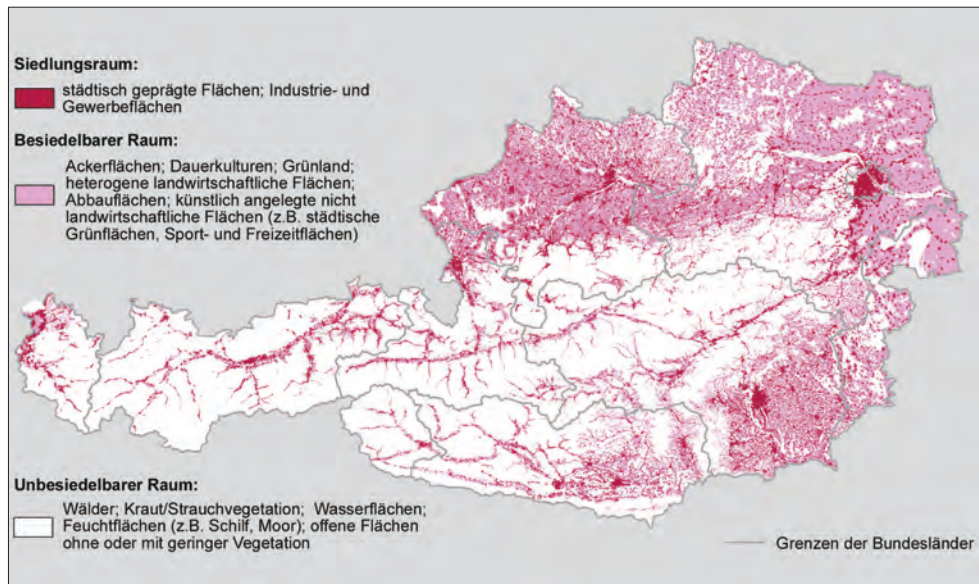 Siedlungsraum:
städtisch geprägte Flächen; Industrie- und
Gewerbeflächen
Besiedelbarer Raum:
Ackerflächen; Dauerkulturen; Grünland;
heterogene landwirtschaftliche Flächen;
Abbauflächen; künstlich angelegte nicht
landwirtschaftliche Flächen (z.B. städtische
Grünflächen, Sport- und Freizeitflächen)
Unbesiedelbarer Raum:
Wälder; Kraut/Strauchvegetation; Wasserflächen;
Feuchtflächen (z.B. Schilf, Moor); offene Flächen
ohne oder mit geringer Vegetation
Grenzen der Bundesländer